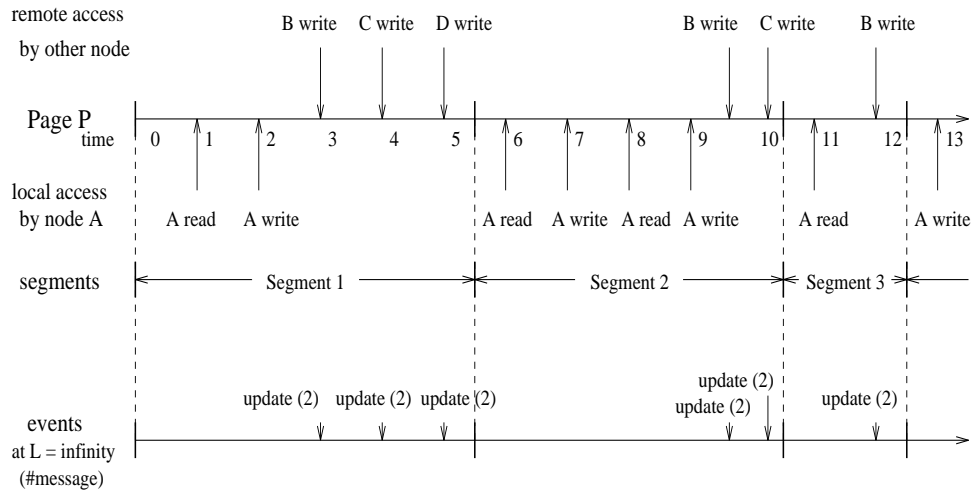 remote access
by other node
B write C write D write B write C write B write
Page P
time
0 1 2 3 4 5 6 7 8 9 10 11 12 13
local access
by node A
A read A write A read A write A read A write A read A write
segments
Segment 1 Segment 2 Segment 3
update (2)
update (2) update (2) update (2) update (2) update (2)
events
at L = infinity
(#message)